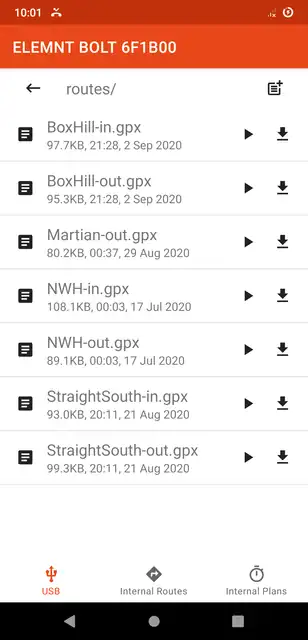 10:01
ELEMNT BOLT 6F1B00
routes/
BoxHill-in.gpx
97.7KB, 21:28, 2 Sep 2020
BoxHill-out.gpx
95.3KB, 21:28, 2 Sep 2020
Martian-out.gpx
80.2KB, 00:37, 29 Aug 2020
NWH-in.gpx
108.1KB, 00:03, 17 Jul 2020
NWH-out.gpx
89.1KB, 00:03, 17 Jul 2020
StraightSouth-in.gpx
93.0KB, 20:11, 21 Aug 2020
StraightSouth-out.gpx
99.3KB, 20:11, 21 Aug 2020
USB
Internal Routes
Internal Plans